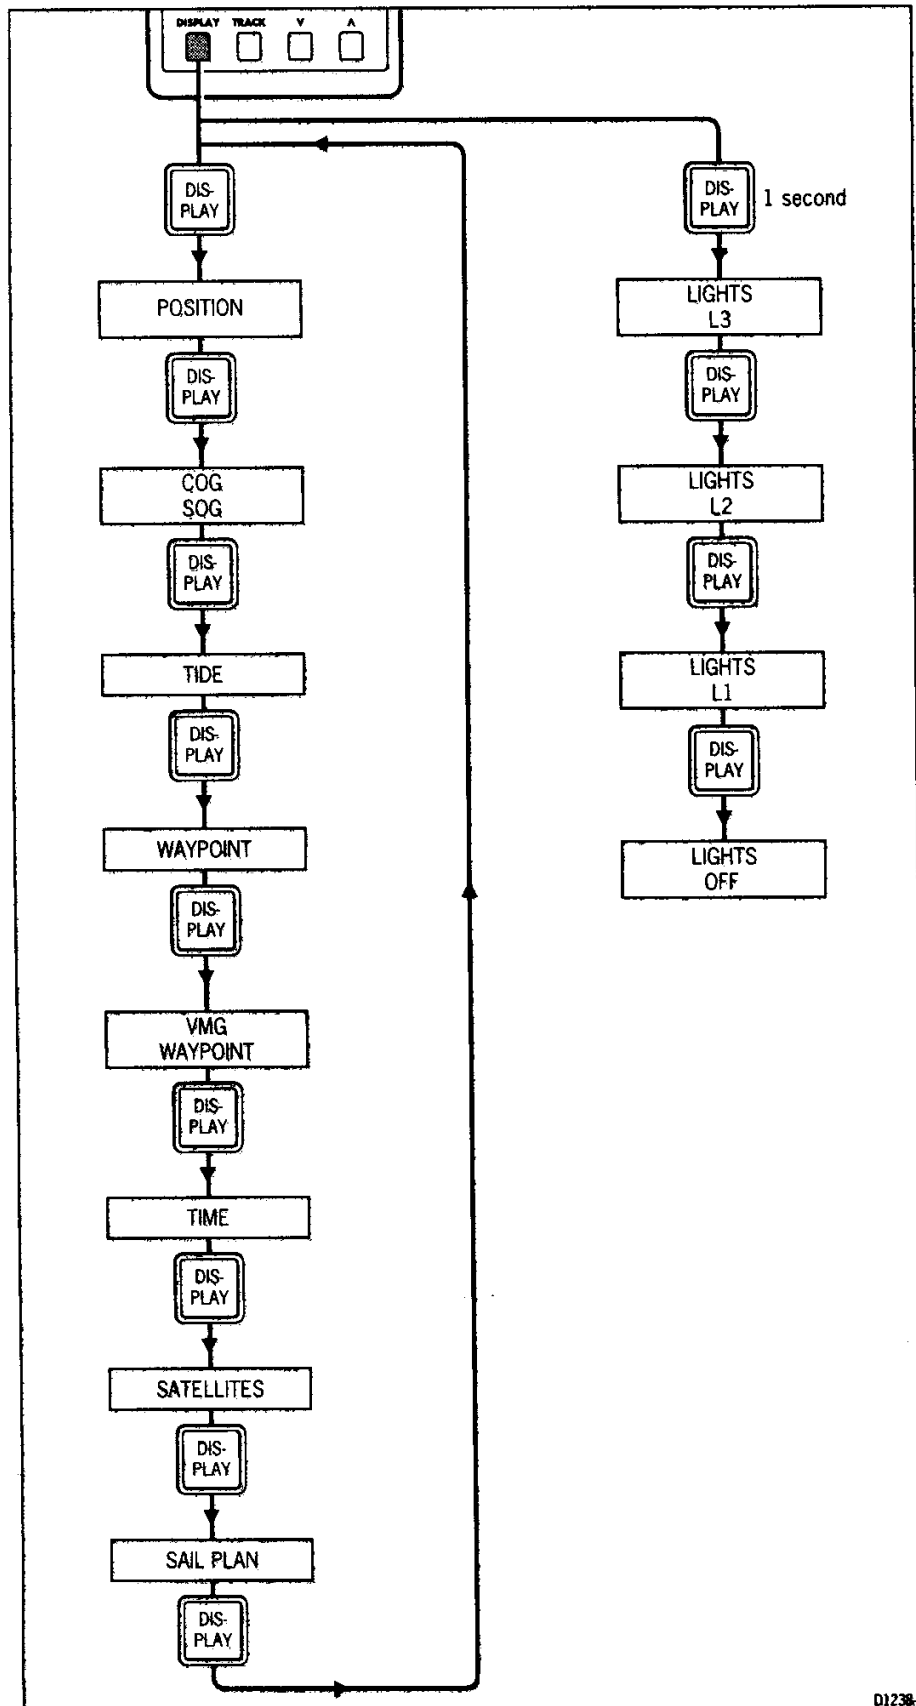 DISPLAY TRACK V Λ
DIS-
PLAY
POSITION
DIS-
PLAY
COG
SOG
DIS-
PLAY
TIDE
DIS-
PLAY
WAYPOINT
DIS-
PLAY
VMG
WAYPOINT
DIS-
PLAY
TIME
DIS-
PLAY
SATELLITES
DIS-
PLAY
SAIL PLAN
DIS-
PLAY
DIS-
PLAY
1 second
LIGHTS
L3
DIS-
PLAY
LIGHTS
L2
DIS-
PLAY
LIGHTS
L1
DIS-
PLAY
LIGHTS
OFF
D1238-